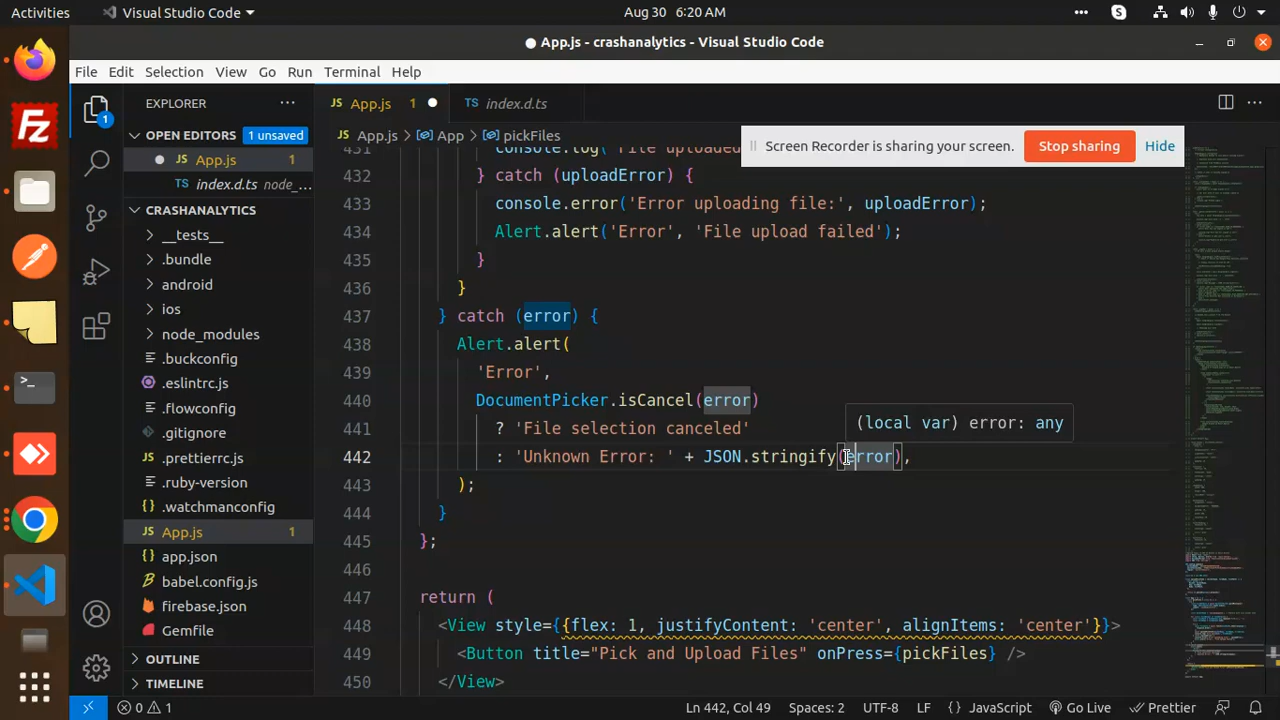 Activities
Visual Studio Code
Aug 30 6:20 AM
App.js - crashanalytics - Visual Studio Code
File Edit Selection View Go Run Terminal Help
EXPLORER
App.js 1
index.d.ts
OPEN EDITORS
1 unsaved
App.js > App > pickFiles
Screen Recorder is sharing your screen.
Stop sharing
Hide
App.js 1
index.d.ts node_...
CRASHANALYTICS
__tests__
.bundle
android
ios
node_modules
.buckconfig
.eslintrc.js
.flowconfig
.gitignore
.prettierrc.js
.ruby-version
.watchmanconfig
App.js 1
app.json
babel.config.js
firebase.json
Gemfile
OUTLINE
TIMELINE
431 console.log('File uploaded
432 } catch (uploadError) {
433 console.error('Error uploading file:', uploadError);
434 Alert.alert('Error', 'File upload failed');
435 }
436 }
437 } catch (error) {
438 Alert.alert(
439 'Error',
440 DocumentPicker.isCancel(error)
(local var) error: any
441 ? 'File selection canceled'
442 : 'Unknown Error: ' + JSON.stringify(error),
443 );
444 }
445 };
446
447 return (
448 <View style={{flex: 1, justifyContent: 'center', alignItems: 'center'}}>
449 <Button title="Pick and Upload File" onPress={pickFiles} />
450 </View>
0 1
Ln 442, Col 49 Spaces: 2 UTF-8 LF JavaScript Go Live Prettier